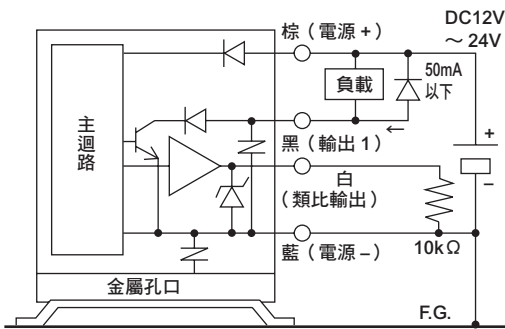 DC12V
～ 24V
棕（電源 +）
50mA
以下
負載
主迴路
黑（輸出 1）
←
+
白
（類比輸出）
−
藍（電源 –）
10kΩ
金屬孔口
F.G.